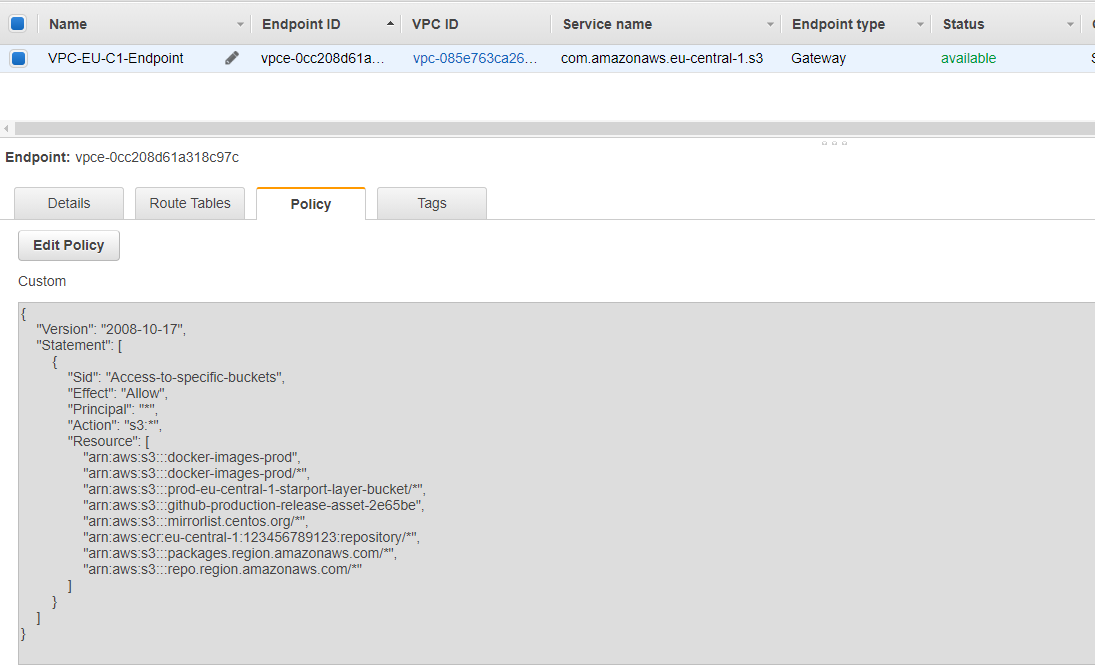 Name Endpoint ID VPC ID Service name Endpoint type Status
VPC-EU-C1-Endpoint vpce-0cc208d61a... vpc-085e763ca26... com.amazonaws.eu-central-1.s3 Gateway available
Endpoint: vpce-0cc208d61a318c97c
Details Route Tables Policy Tags
Edit Policy
Custom
{
"Version": "2008-10-17",
"Statement": [
{
"Sid": "Access-to-specific-buckets",
"Effect": "Allow",
"Principal": "*",
"Action": "s3:*",
"Resource": [
"arn:aws:s3:::docker-images-prod",
"arn:aws:s3:::docker-images-prod/*",
"arn:aws:s3:::prod-eu-central-1-starport-layer-bucket/*",
"arn:aws:s3:::github-production-release-asset-2e65be",
"arn:aws:s3:::mirrorlist.centos.org/*",
"arn:aws:ecr:eu-central-1:123456789123:repository/*",
"arn:aws:s3:::packages.region.amazonaws.com/*",
"arn:aws:s3:::repo.region.amazonaws.com/*"
]
}
]
}